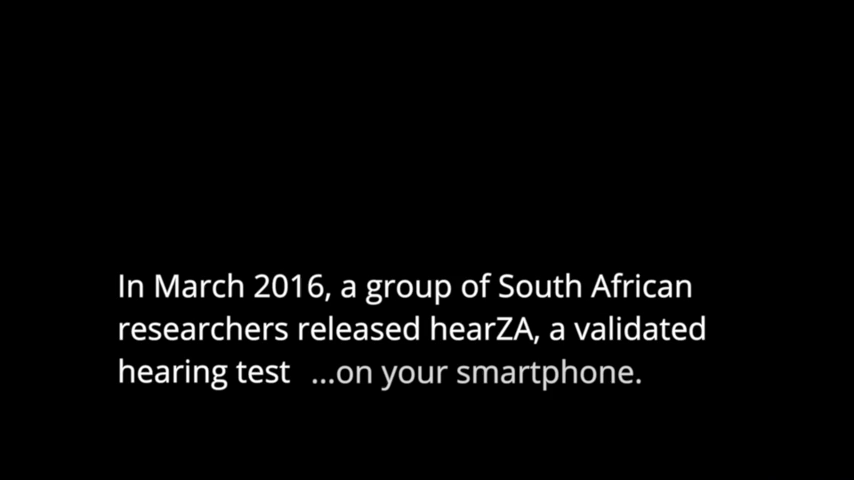 In March 2016, a group of South African
researchers released hearZA, a validated
hearing test ...on your smartphone.